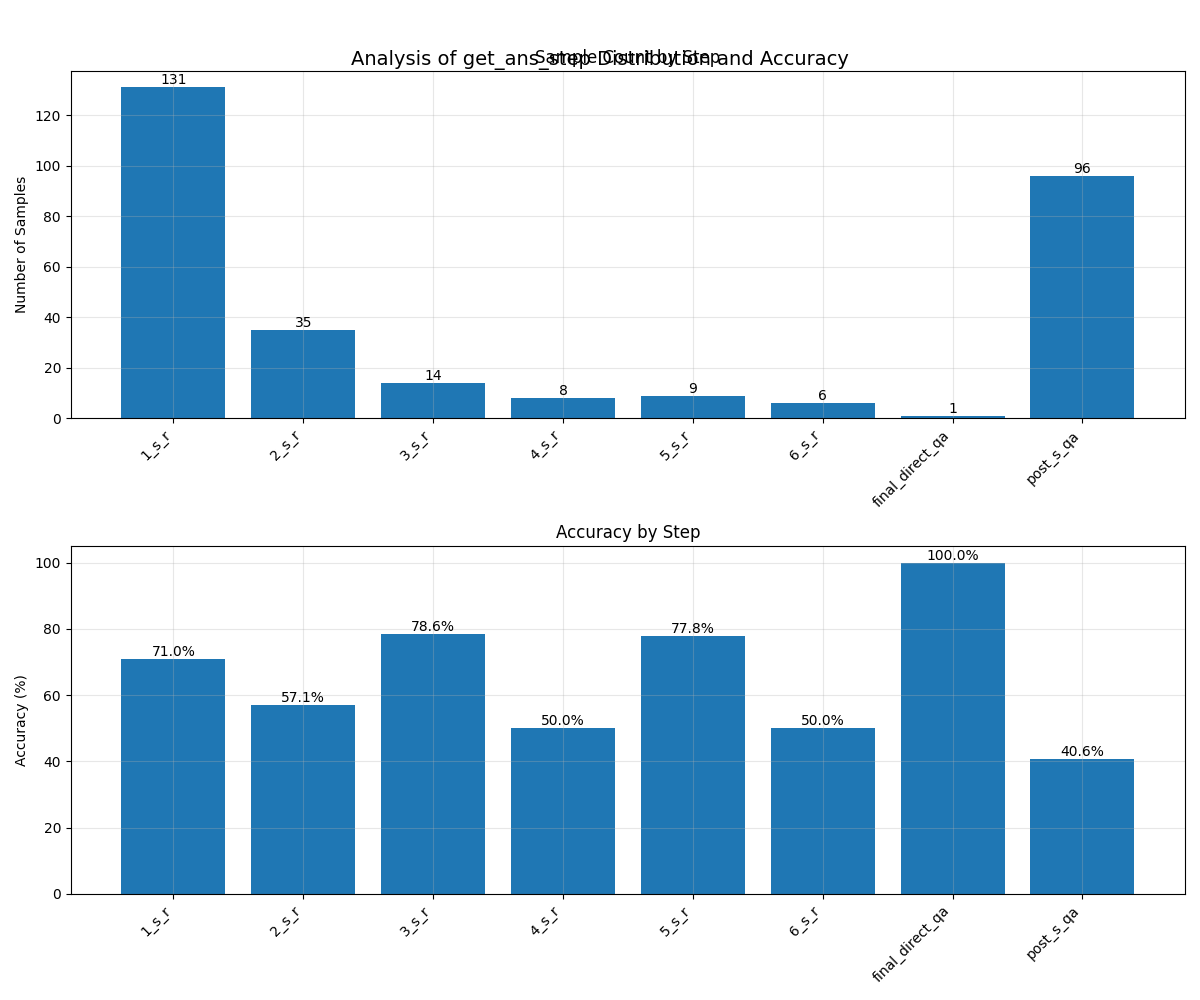 Analysis of get_ans_step Distribution and Accuracy
Sample Count by Step
131
35
14
8
9
6
1
96
Number of Samples
120
100
80
60
40
20
0
1_s_r
2_s_r
3_s_r
4_s_r
5_s_r
6_s_r
final_direct_qa
post_s_qa
Accuracy by Step
71.0%
57.1%
78.6%
50.0%
77.8%
50.0%
100.0%
40.6%
Accuracy (%)
100
80
60
40
20
0
1_s_r
2_s_r
3_s_r
4_s_r
5_s_r
6_s_r
final_direct_qa
post_s_qa